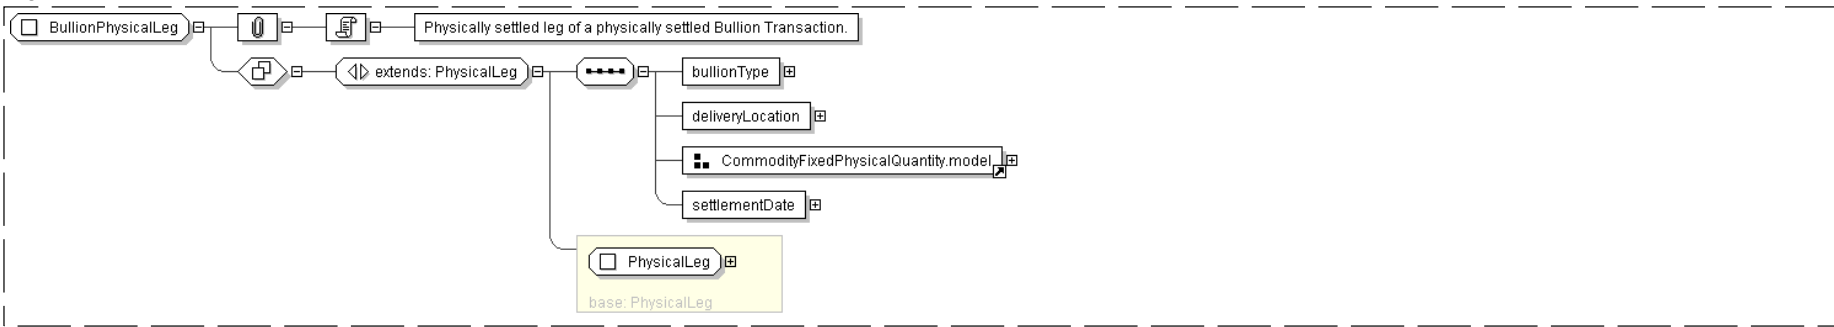 BullionPhysicalLeg
Physically settled leg of a physically settled Bullion Transaction.
extends: PhysicalLeg
bullionType
deliveryLocation
CommodityFixedPhysicalQuantity.model
settlementDate
PhysicalLeg
base: PhysicalLeg